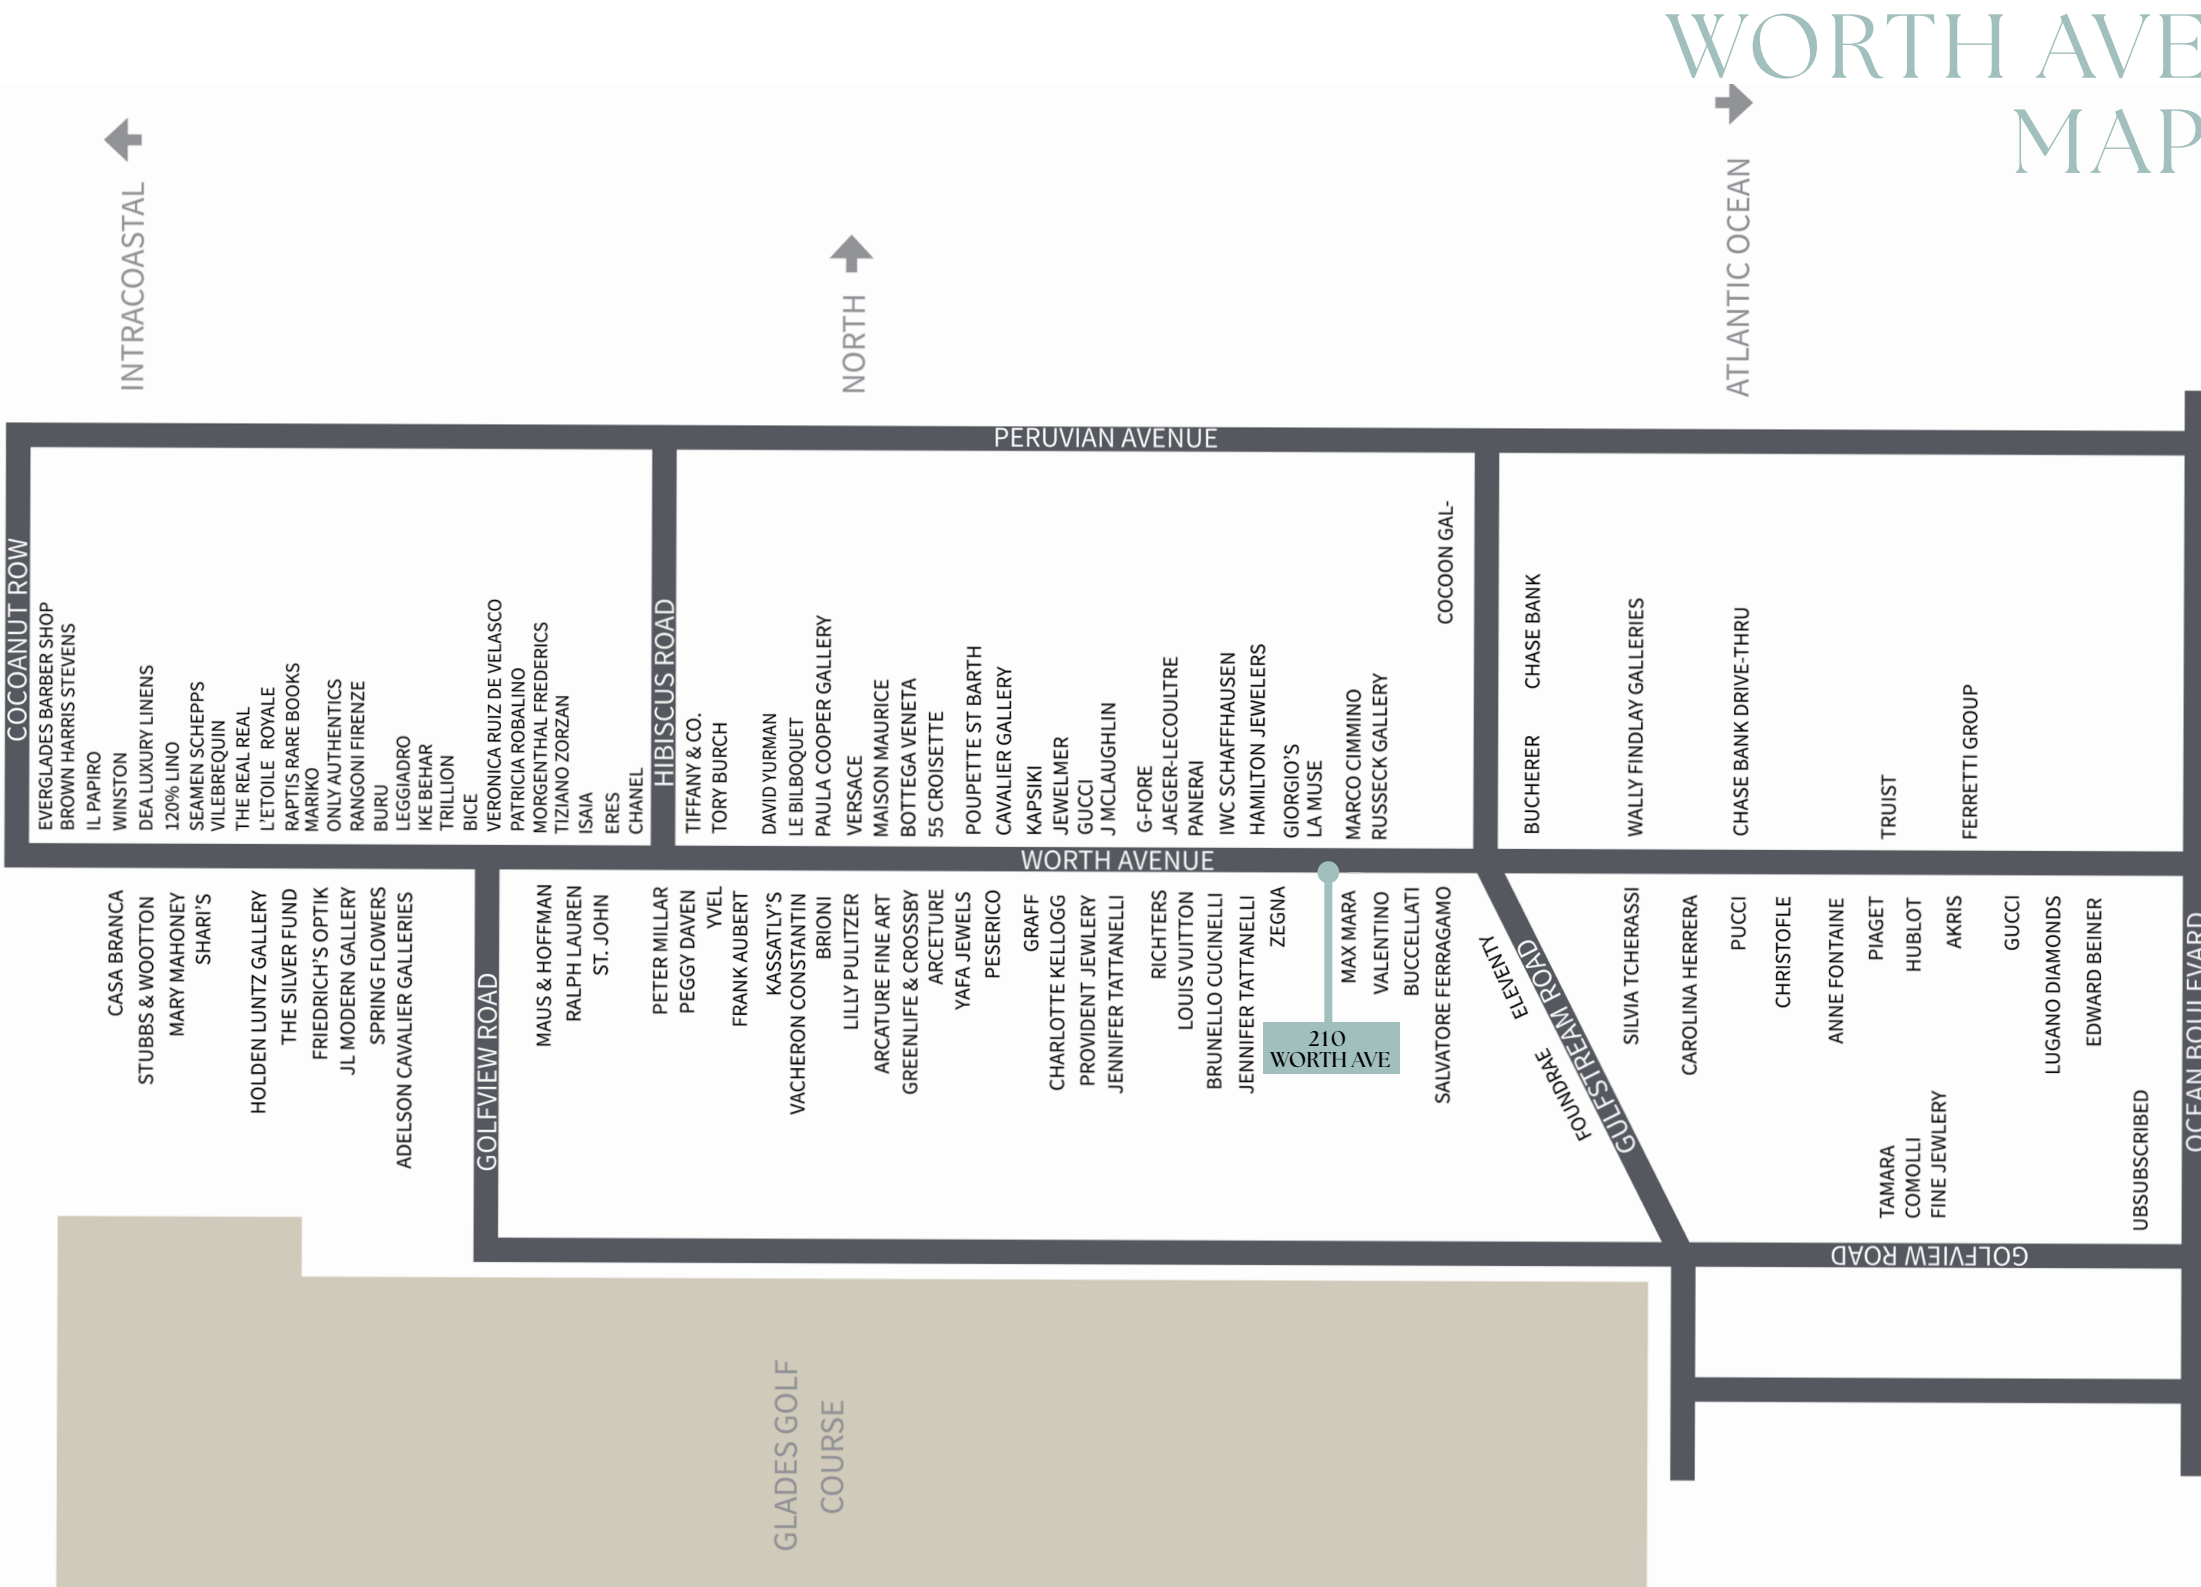 WORTH AVE
MAP
INTRACOASTAL
NORTH
ATLANTIC OCEAN
PERUVIAN AVENUE
COCOANUT ROW
EVERGLADES BARBER SHOP
BROWN HARRIS STEVENS
IL PAPIRO
WINSTON
DEA LUXURY LINENS
120% LINO
SEAMEN SCHEPPS
VILEBREQUIN
THE REAL REAL
L'ETOILE ROYALE
RAPTIS RARE BOOKS
MARIKO
ONLY AUTHENTICS
RANGONI FIRENZE
BURU
LEGGIADRO
IKE BEHAR
TRILLION
BICE
VERONICA RUIZ DE VELASCO
PATRICIA ROBALINO
MORGENTHAL FREDERICS
TIZIANO ZORZAN
ISAIA
ERES
CHANEL
HIBISCUS ROAD
TIFFANY & CO.
TORY BURCH
DAVID YURMAN
LE BILBOQUET
PAULA COOPER GALLERY
VERSACE
MAISON MAURICE
BOTTEGA VENETA
55 CROISETTE
POUPETTE ST BARTH
CAVALIER GALLERY
KAPSIKI
JEWELMER
GUCCI
J MCLAUGHLIN
G-FORE
JAEGER-LECOULTRE
PANERAI
IWC SCHAFFHAUSEN
HAMILTON JEWELERS
GIORGIO'S
LA MUSE
MARCO CIMMINO
RUSSECK GALLERY
COCOON GAL-
BUCHERER
CHASE BANK
WALLY FINDLAY GALLERIES
CHASE BANK DRIVE-THRU
TRUIST
FERRETTI GROUP
WORTH AVENUE
CASA BRANCA
STUBBS & WOOTTON
MARY MAHONEY
SHARI'S
HOLDEN LUNTZ GALLERY
THE SILVER FUND
FRIEDRICH'S OPTIK
JL MODERN GALLERY
SPRING FLOWERS
ADELSON CAVALIER GALLERIES
GOLFVIEW ROAD
MAUS & HOFFMAN
RALPH LAUREN
ST. JOHN
PETER MILLAR
PEGGY DAVEN
YVEL
FRANK AUBERT
KASSATLY'S
VACHERON CONSTANTIN
BRIONI
LILLY PULITZER
ARCATURE FINE ART
GREENLIFE & CROSSBY
ARCETURE
YAFA JEWELS
PESERICO
GRAFF
CHARLOTTE KELLOGG
PROVIDENT JEWLERY
JENNIFER TATTANELLI
RICHTERS
LOUIS VUITTON
BRUNELLO CUCINELLI
JENNIFER TATTANELLI
ZEGNA
210
WORTH AVE
MAX MARA
VALENTINO
BUCCELLATI
SALVATORE FERRAGAMO
ELEVENTY
FOUNDRAE
GULFSTREAM ROAD
SILVIA TCHERASSI
CAROLINA HERRERA
PUCCI
CHRISTOFLE
ANNE FONTAINE
PIAGET
HUBLOT
AKRIS
GUCCI
LUGANO DIAMONDS
EDWARD BEINER
TAMARA
COMOLLI
FINE JEWLERY
UBSUBSCRIBED
OCEAN BOULEVARD
GOLFVIEW ROAD
GLADES GOLF
COURSE